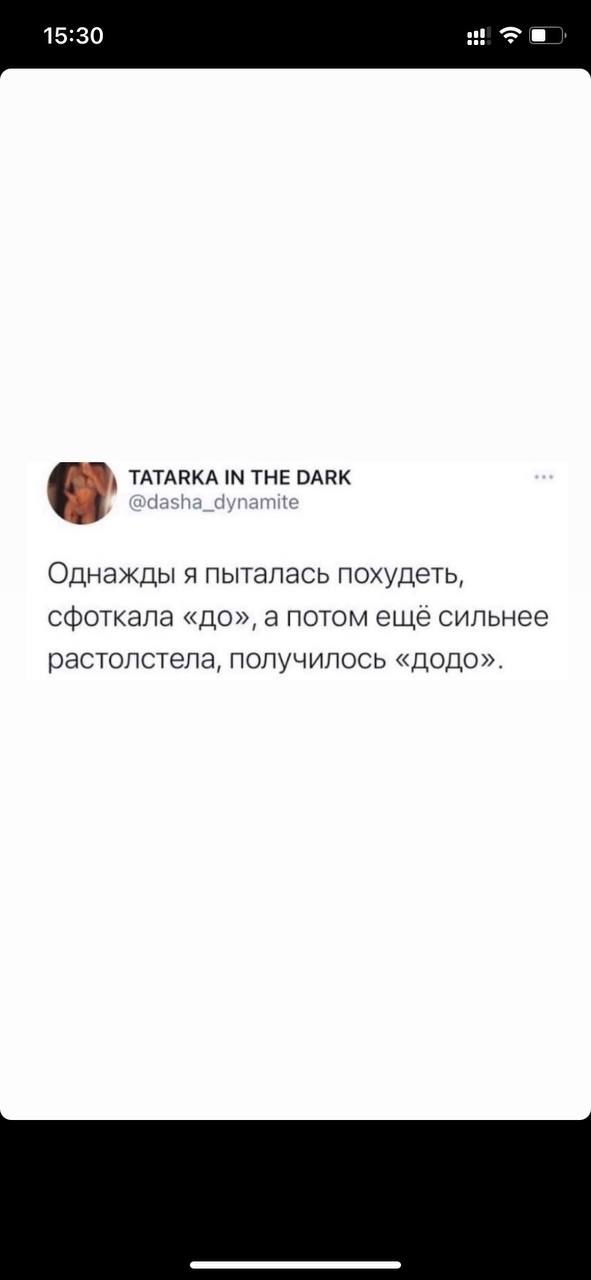 15:30
TATARKA IN THE DARK
@dasha_dynamite
Однажды я пыталась похудеть,
сфоткала «до», а потом ещё сильнее
растолстела, получилось «додо».